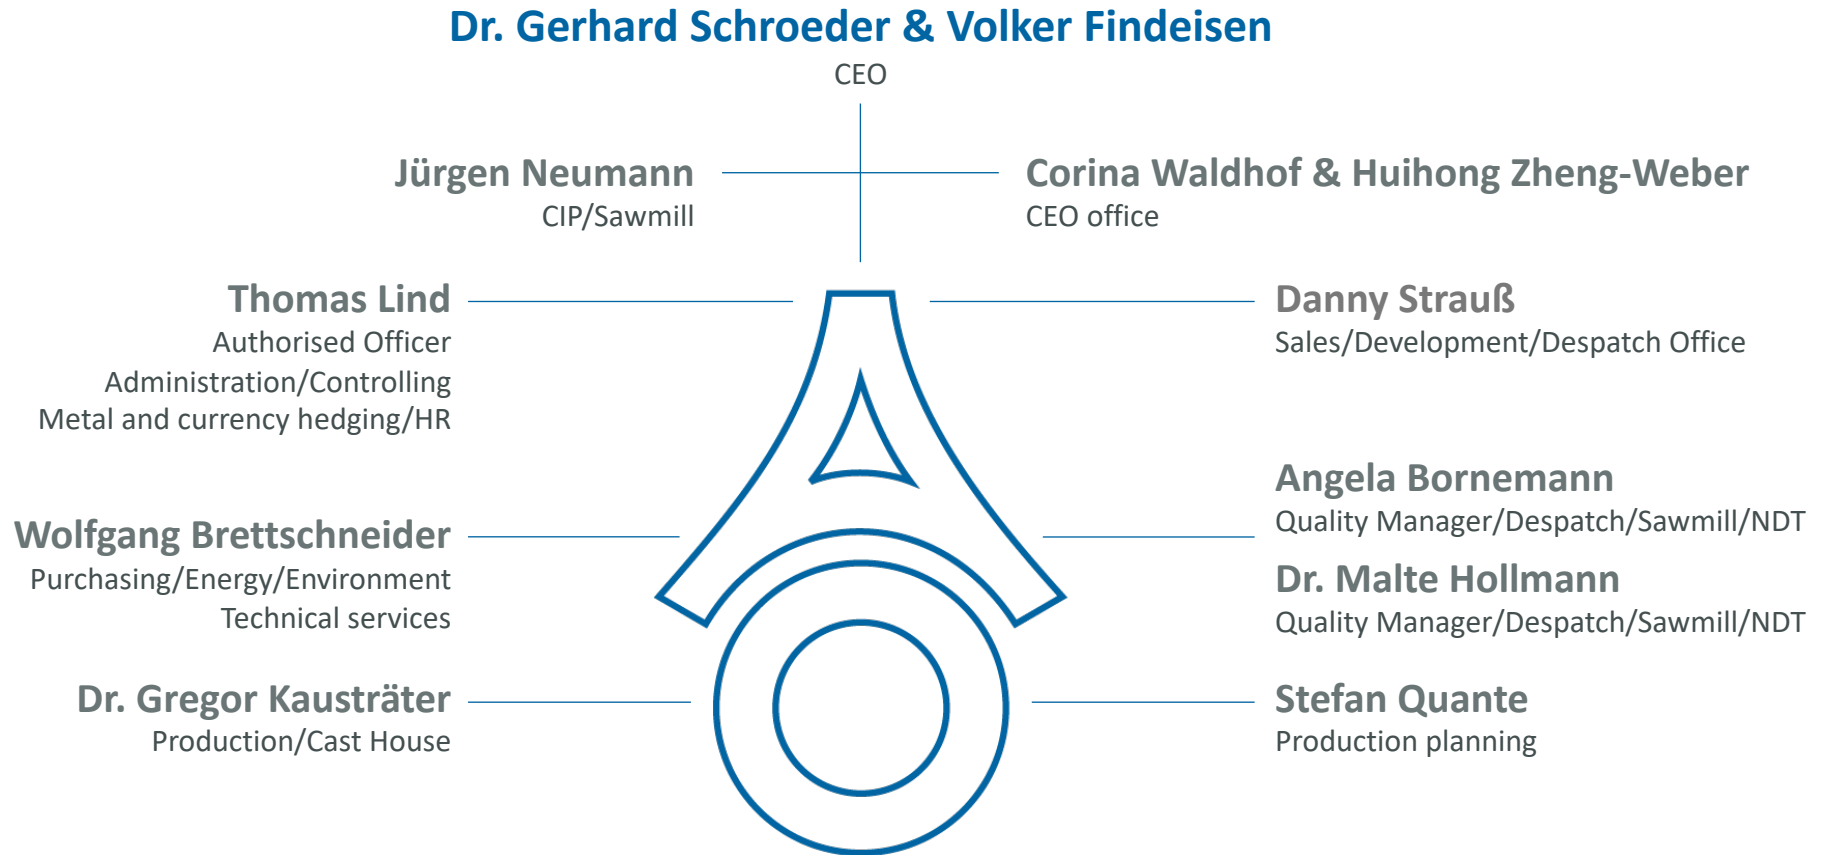 Dr. Gerhard Schroeder & Volker Findeisen
CEO
Jürgen Neumann
CIP/Sawmill
Corina Waldhof & Huihong Zheng-Weber
CEO office
Thomas Lind
Authorised Officer
Administration/Controlling
Metal and currency hedging/HR
Danny Strauß
Sales/Development/Despatch Office
Wolfgang Brettschneider
Purchasing/Energy/Environment
Technical services
Angela Bornemann
Quality Manager/Despatch/Sawmill/NDT
Dr. Malte Hollmann
Quality Manager/Despatch/Sawmill/NDT
Dr. Gregor Kausträter
Production/Cast House
Stefan Quante
Production planning